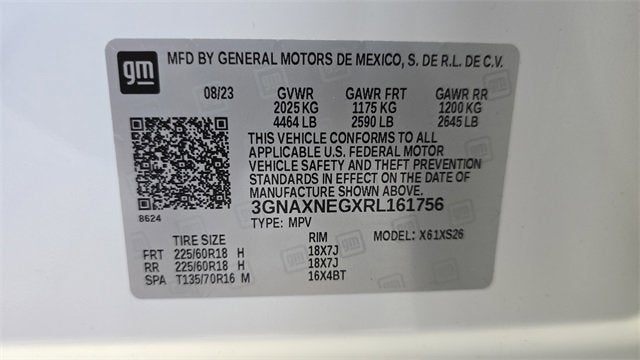 gm
MFD BY GENERAL MOTORS DE MEXICO, S. DE R.L. DE C.V.
08/23 GVWR GAWR FRT GAWR RR
2025 KG 1175 KG 1200 KG
4464 LB 2590 LB 2645 LB
THIS VEHICLE CONFORMS TO ALL
APPLICABLE U.S. FEDERAL MOTOR
VEHICLE SAFETY AND THEFT PREVENTION
STANDARDS IN EFFECT ON THE DATE OF
MANUFACTURE SHOWN ABOVE.
3GNAXNEGXRL161756
8624
TYPE: MPV MODEL: X61XS26
TIRE SIZE RIM
FRT 225/60R18 H 18X7J
RR 225/60R18 H 18X7J
SPA T135/70R16 M 16X4BT